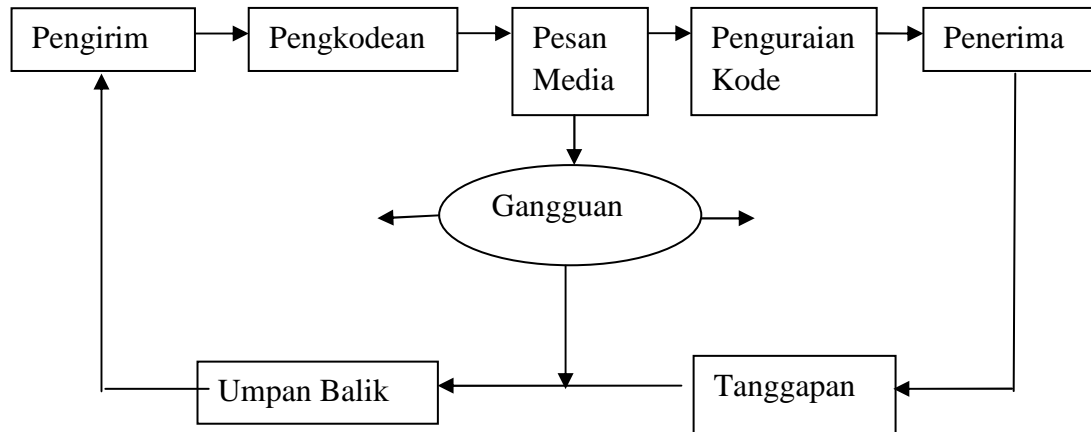 Pengirim
Pengkodean
Pesan
Media
Penguraian
Kode
Penerima
Gangguan
Umpan Balik
Tanggapan